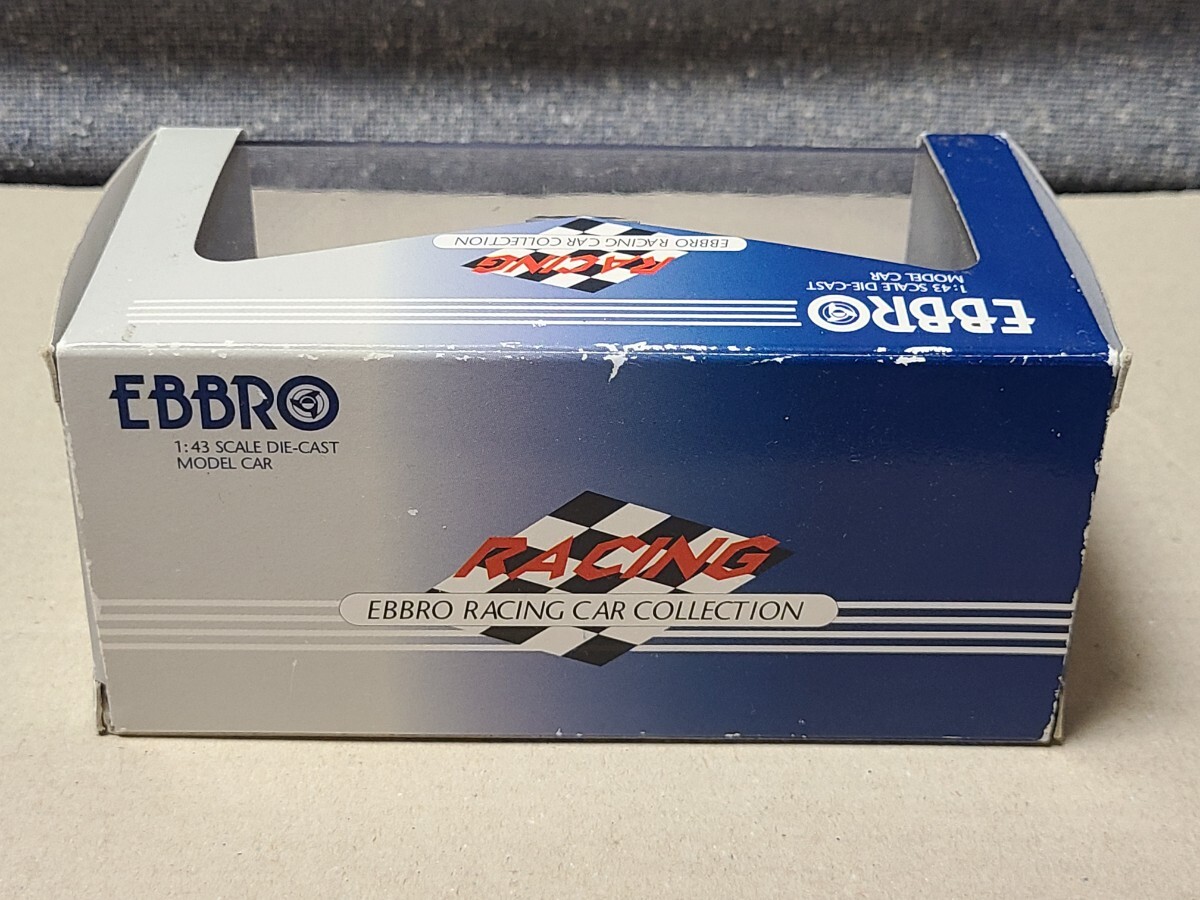 RACING
EBBRO RACING CAR COLLECTION
EBBRO
1:43 SCALE DIE-CAST
MODEL CAR
EBBRO
1:43 SCALE DIE-CAST
MODEL CAR
RACING
EBBRO RACING CAR COLLECTION